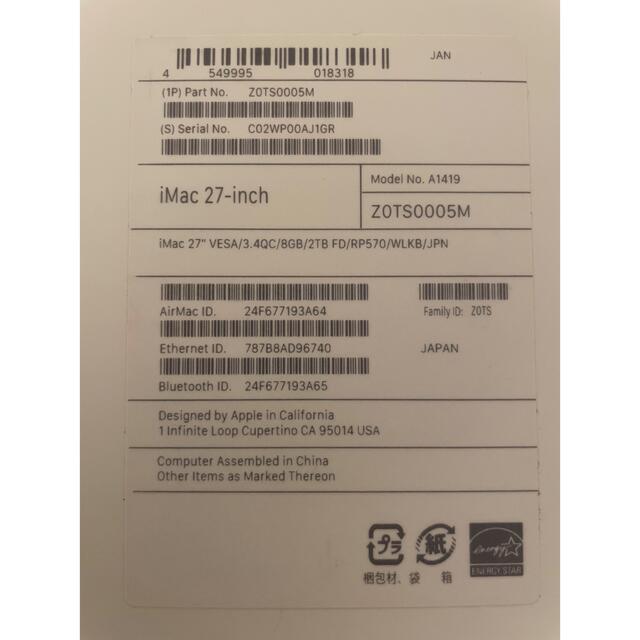 JAN
4 549995 018318
(1P) Part No. Z0TS0005M
(S) Serial No. C02WP00AJ1GR
iMac 27-inch
Model No. A1419
Z0TS0005M
iMac 27" VESA/3.4QC/8GB/2TB FD/RP570/WLKB/JPN
AirMac ID. 24F677193A64
Family ID: Z0TS
Ethernet ID. 787B8AD96740
JAPAN
Bluetooth ID. 24F677193A65
Designed by Apple in California
1 Infinite Loop Cupertino CA 95014 USA
Computer Assembled in China
Other Items as Marked Thereon
プラ 紙 energy
梱包材、袋 箱 ENERGY STAR